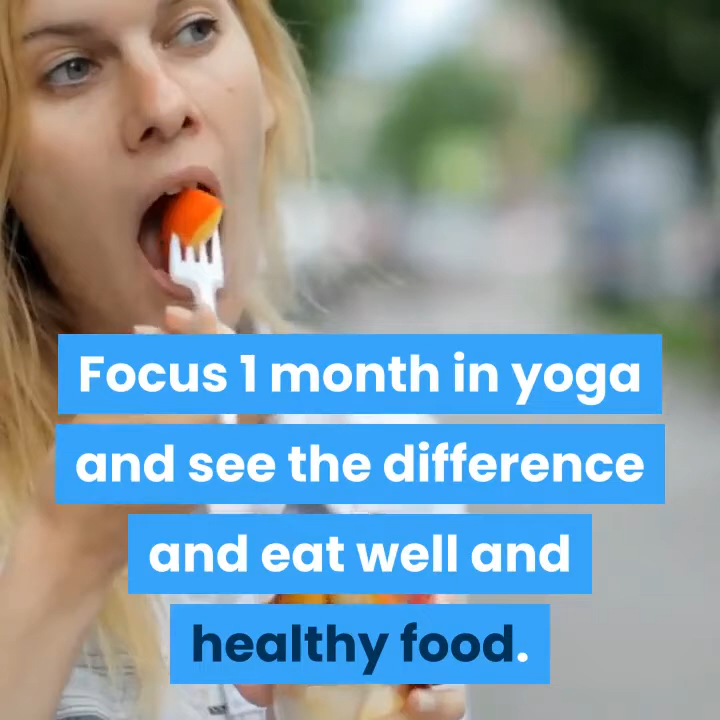 Focus 1 month in yoga
and see the difference
and eat well and
healthy food.